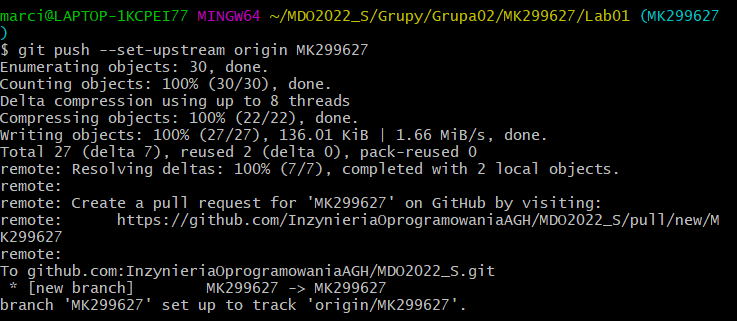 marci@LAPTOP-1KCPEI77 MINGW64 ~/MDO2022_S/Grupy/Grupa02/MK299627/Lab01 (MK299627
)
$ git push --set-upstream origin MK299627
Enumerating objects: 30, done.
Counting objects: 100% (30/30), done.
Delta compression using up to 8 threads
Compressing objects: 100% (22/22), done.
Writing objects: 100% (27/27), 136.01 KiB | 1.66 MiB/s, done.
Total 27 (delta 7), reused 2 (delta 0), pack-reused 0
remote: Resolving deltas: 100% (7/7), completed with 2 local objects.
remote:
remote: Create a pull request for 'MK299627' on GitHub by visiting:
remote:      https://github.com/InzynieriaOprogramowaniaAGH/MDO2022_S/pull/new/M
K299627
remote:
To github.com:InzynieriaOprogramowaniaAGH/MDO2022_S.git
 * [new branch]        MK299627 -> MK299627
branch 'MK299627' set up to track 'origin/MK299627'.